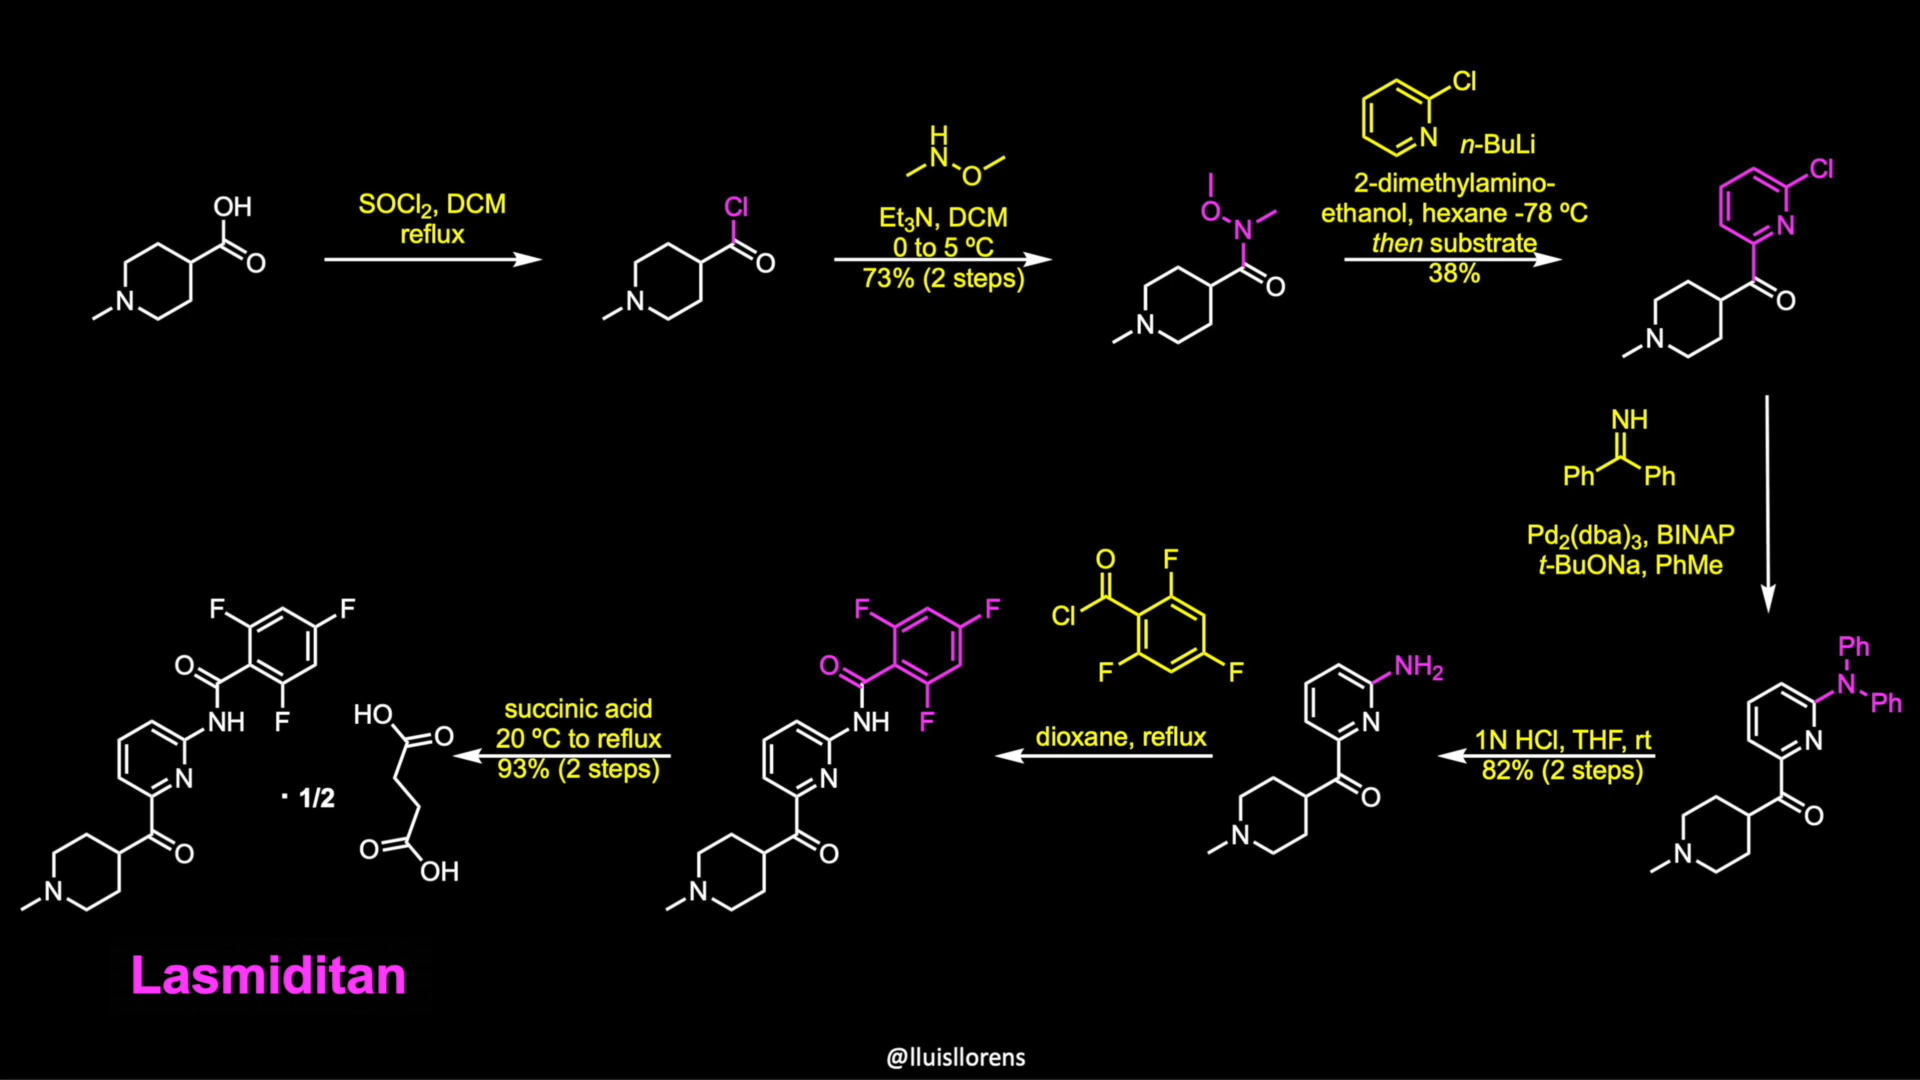 OH
O
N
SOCl₂, DCM
reflux
Cl
O
N
H
N
O
Et₃N, DCM
0 to 5 ºC
73% (2 steps)
O
N
O
N
Cl
N
n-BuLi
2-dimethylamino-
ethanol, hexane -78 ºC
then substrate
38%
Cl
N
O
N
NH
Ph Ph
Pd₂(dba)₃, BINAP
t-BuONa, PhMe
Ph
N
Ph
N
O
N
1N HCl, THF, rt
82% (2 steps)
NH₂
N
O
N
O F
Cl
F F
dioxane, reflux
F F
O
NH F
N
O
N
succinic acid
20 ºC to reflux
93% (2 steps)
F F
O
NH F
N
O
N
· 1/2
HO
O
O
OH
Lasmiditan
@lluisllorens